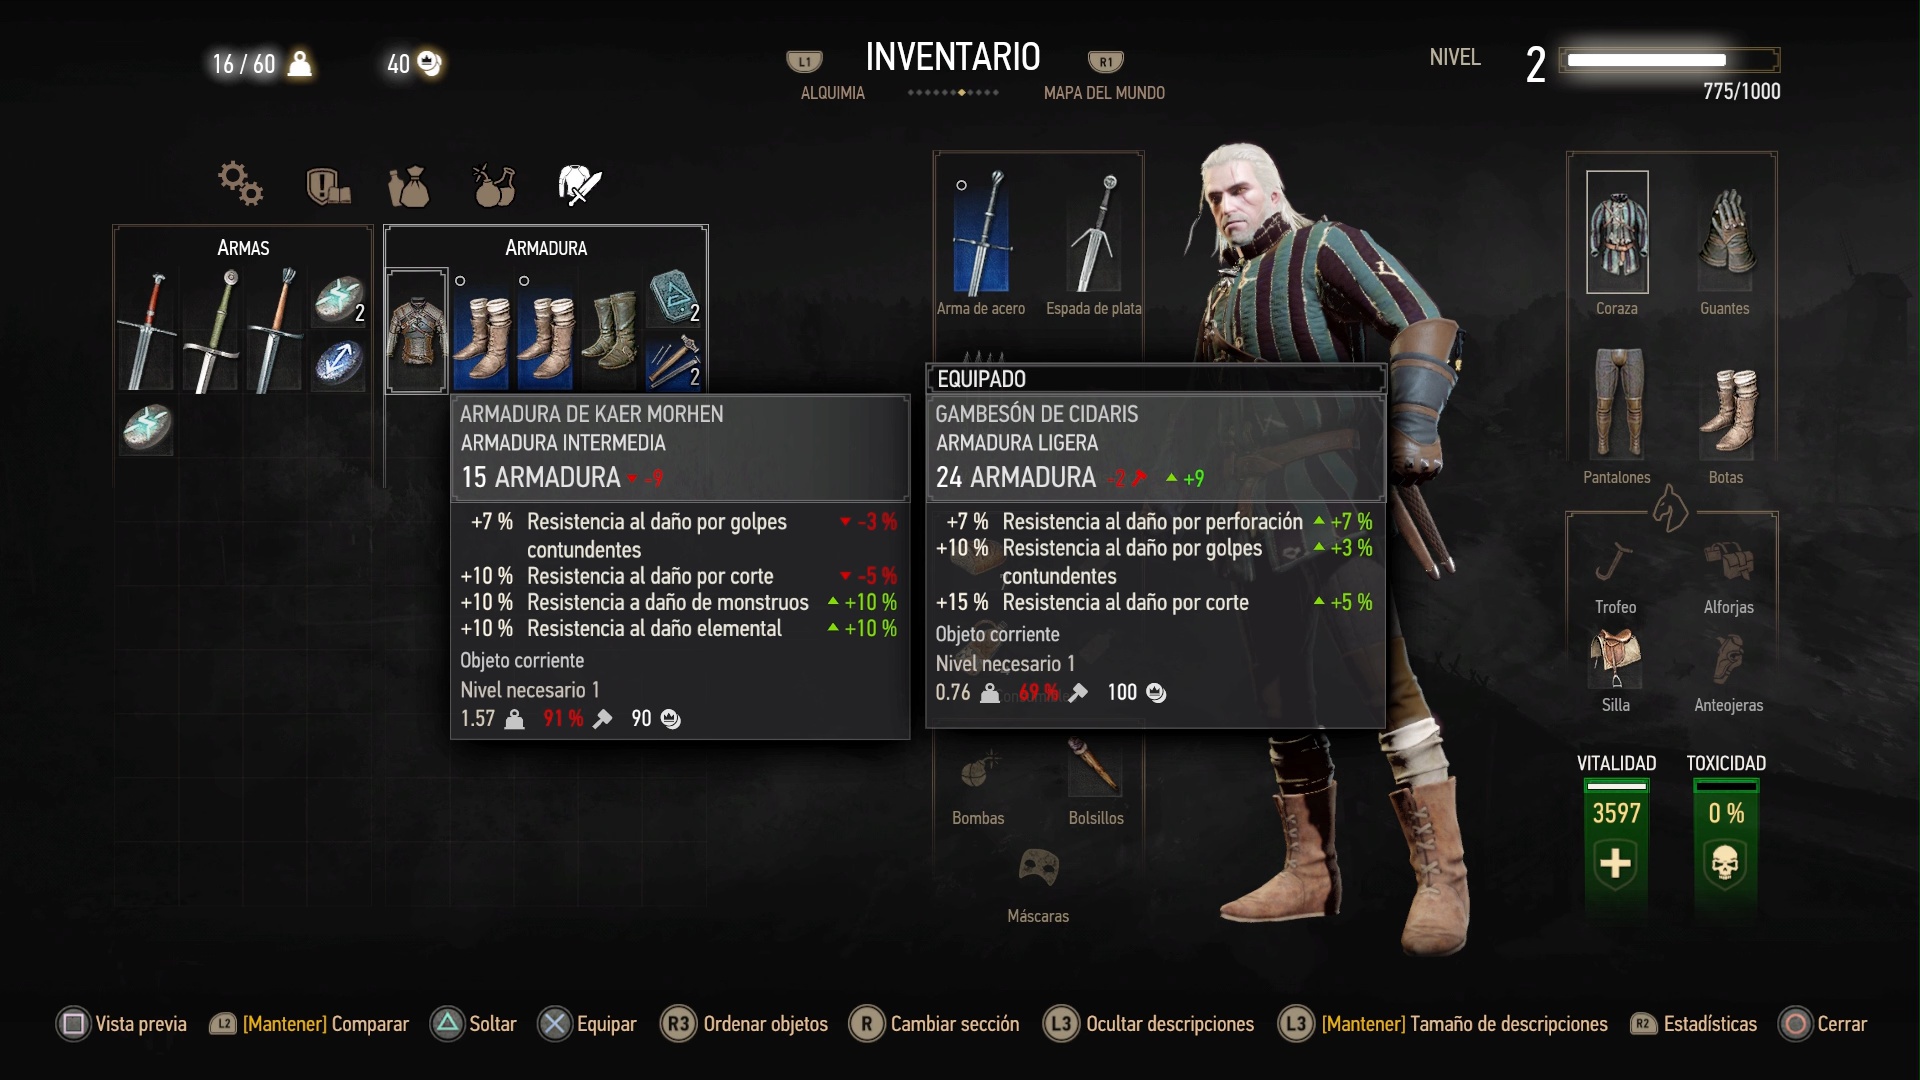 16 / 60
40
L1
INVENTARIO
R1
ALQUIMIA
MAPA DEL MUNDO
NIVEL
2
775/1000
ARMAS
2
ARMADURA
2
2
Arma de acero
Espada de plata
Coraza
Guantes
Pantalones
Botas
ARMADURA DE KAER MORHEN
ARMADURA INTERMEDIA
15 ARMADURA -9
+7 % Resistencia al daño por golpes -3 %
contundentes
+10 % Resistencia al daño por corte -5 %
+10 % Resistencia a daño de monstruos +10 %
+10 % Resistencia al daño elemental +10 %
Objeto corriente
Nivel necesario 1
1.57 91 % 90
EQUIPADO
GAMBESÓN DE CIDARIS
ARMADURA LIGERA
24 ARMADURA -2 +9
+7 % Resistencia al daño por perforación +7 %
+10 % Resistencia al daño por golpes +3 %
contundentes
+15 % Resistencia al daño por corte +5 %
Objeto corriente
Nivel necesario 1
0.76 69 % 100
Trofeo
Alforjas
Silla
Anteojeras
Bombas
Bolsillos
Máscaras
VITALIDAD
TOXICIDAD
3597
0 %
Vista previa
L2 [Mantener] Comparar
Soltar
Equipar
R3 Ordenar objetos
R Cambiar sección
L3 Ocultar descripciones
L3 [Mantener] Tamaño de descripciones
R2 Estadísticas
Cerrar